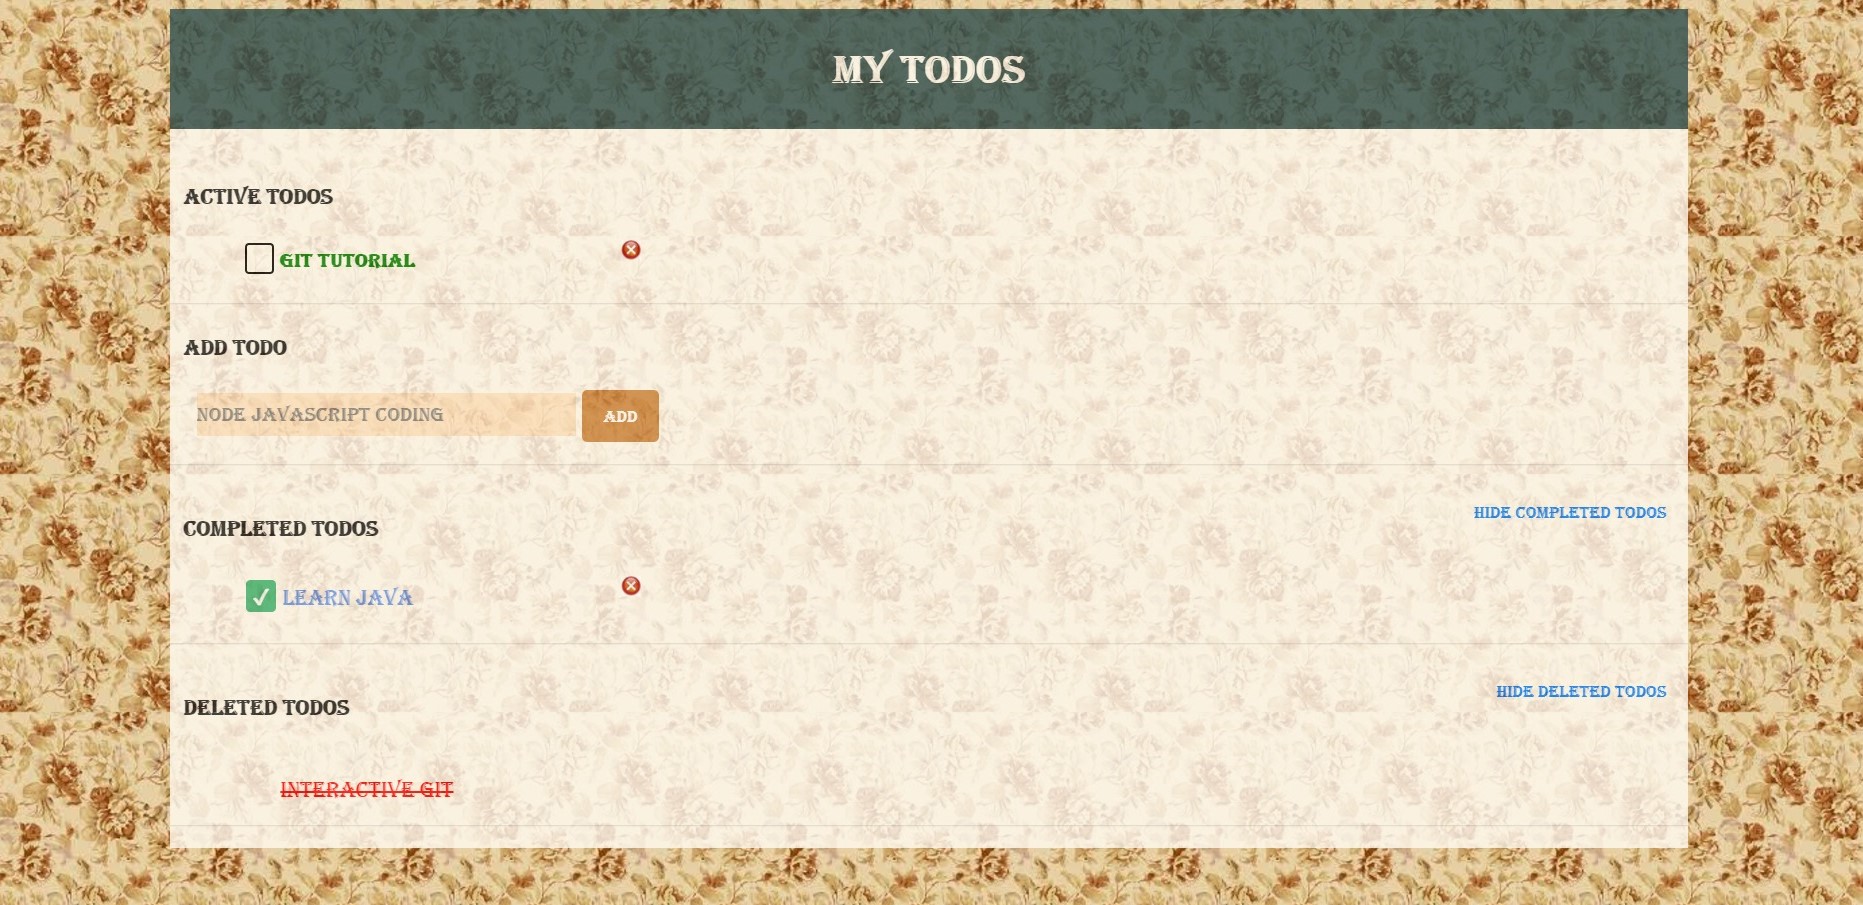 MY TODOS
ACTIVE TODOS
GIT TUTORIAL
ADD TODO
NODE JAVASCRIPT CODING
ADD
HIDE COMPLETED TODOS
COMPLETED TODOS
LEARN JAVA
HIDE DELETED TODOS
DELETED TODOS
INTERACTIVE GIT